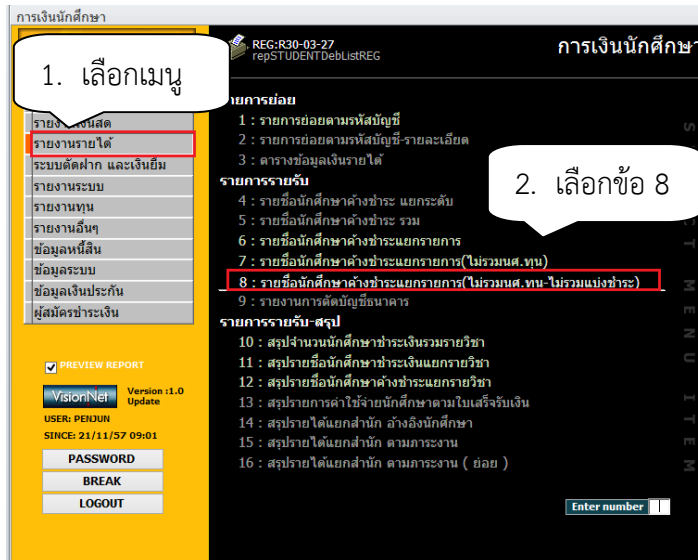 การเงินนักศึกษา
REG:R30-03-27
repSTUDENTDebListREG
การเงินนักศึกษา
1. เลือกเมนู
รายงานรายได้
ระบบตัดฝาก และเงินยืม
รายงานระบบ
รายงานทุน
รายงานอื่นๆ
ข้อมูลหนี้สิน
ข้อมูลระบบ
ข้อมูลเงินประกัน
ผู้สมัครชำระเงิน
PREVIEW REPORT
VisionNet
Version :1.0
Update
USER: PENJUN
SINCE: 21/11/57 09:01
PASSWORD
BREAK
LOGOUT
1 : รายการย่อยตามรหัสบัญชี
2 : รายการย่อยตามรหัสบัญชี-รายละเอียด
3 : ตารางข้อมูลเงินรายได้
รายการรายรับ
2. เลือกข้อ 8
4 : รายชื่อนักศึกษาค้างชำระ แยกระดับ
5 : รายชื่อนักศึกษาค้างชำระ รวม
6 : รายชื่อนักศึกษาค้างชำระแยกรายการ
7 : รายชื่อนักศึกษาค้างชำระแยกรายการ(ไม่รวมนศ.ทุน)
8 : รายชื่อนักศึกษาค้างชำระแยกรายการ(ไม่รวมนศ.ทุน-ไม่รวมแบ่งชำระ)
9 : รายงานการตัดบัญชีธนาคาร
รายการรายรับ-สรุป
10 : สรุปจำนวนนักศึกษาชำระเงินรวมรายวิชา
11 : สรุปรายชื่อนักศึกษาชำระเงินแยกรายวิชา
12 : สรุปรายชื่อนักศึกษาค้างชำระแยกรายวิชา
13 : สรุปรายการค่าใช้จ่ายนักศึกษาตามใบเสร็จรับเงิน
14 : สรุปรายได้แยกสำนัก อ้างอิงนักศึกษา
15 : สรุปรายได้แยกสำนัก ตามภาระงาน
16 : สรุปรายได้แยกสำนัก ตามภาระงาน ( ย่อย )
Enter number